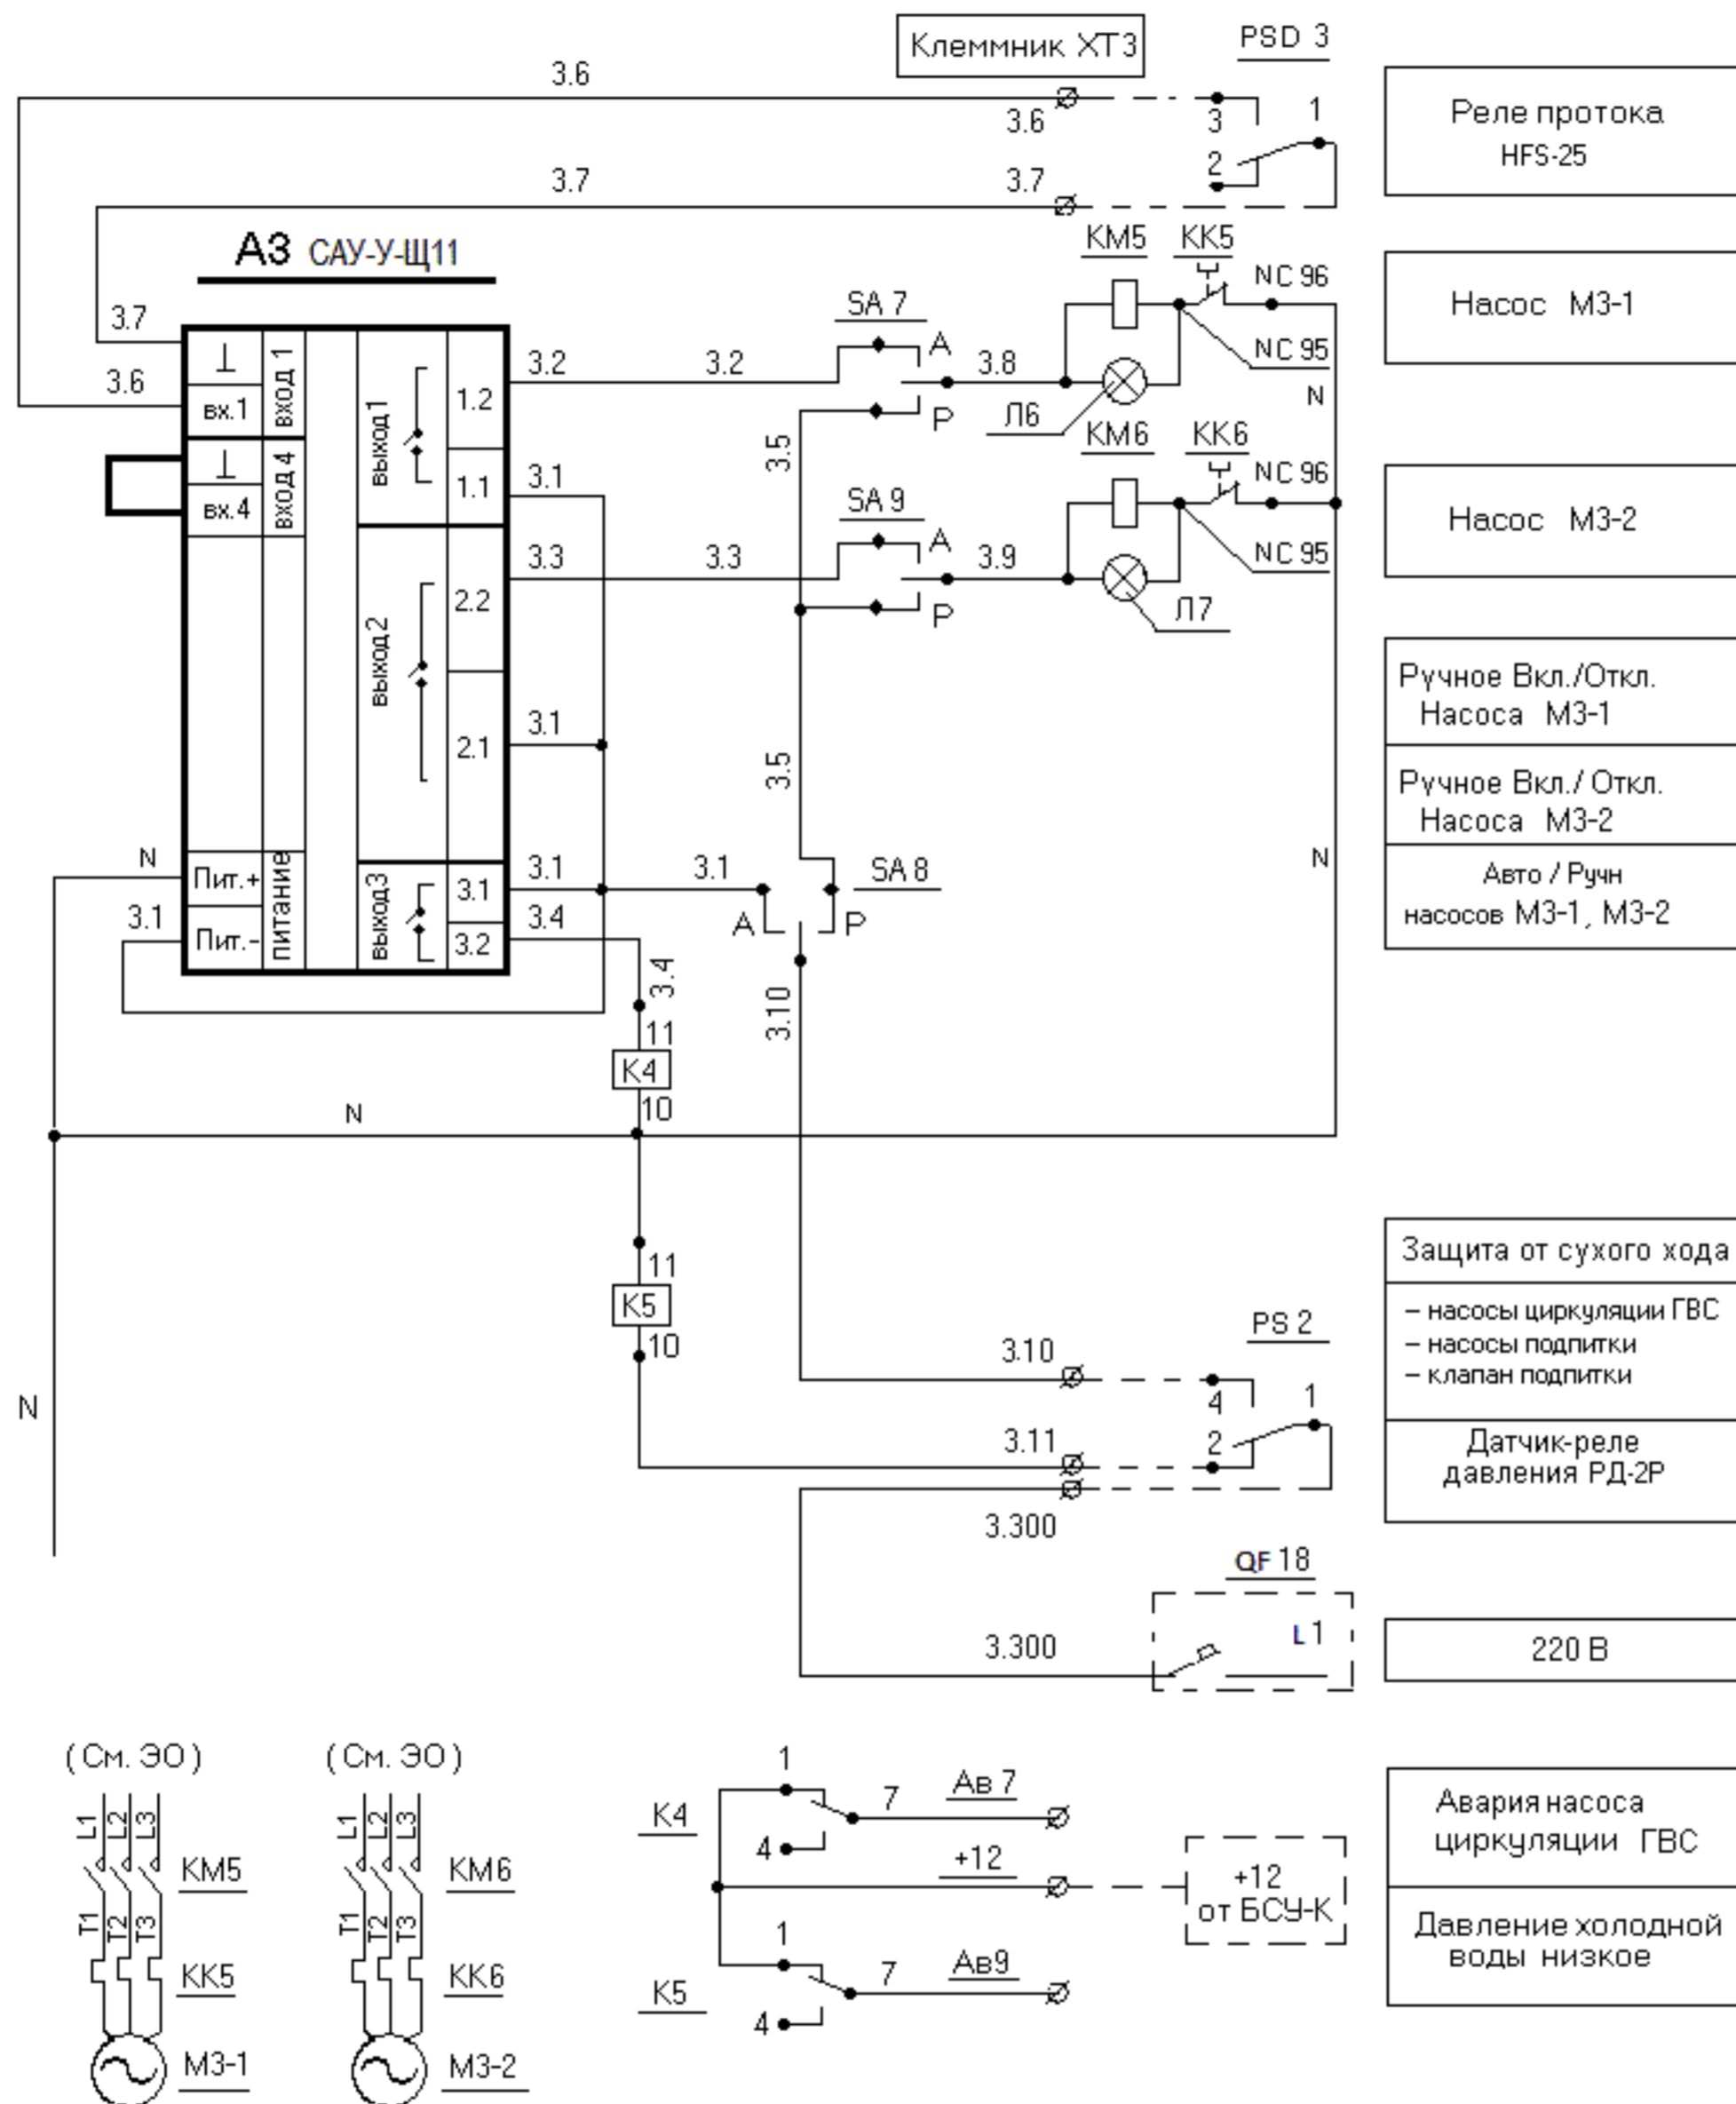 Клеммник ХТ3
PSD 3
3.6
3.6
3
1
2
Реле протока
HFS-25
3.7
3.7
А3 САУ-У-Щ11
КМ5
КК5
NC 96
SA 7
А
3.2
3.2
3.8
NC 95
Р
Л6
N
Насос М3-1
3.7
3.6
⊥
вх.1
вход 1
⊥
вх.4
вход 4
выход1
1.2
1.1
3.1
3.5
КМ6
КК6
NC 96
SA 9
А
3.3
3.3
3.9
NC 95
Р
Л7
Насос М3-2
выход2
2.2
2.1
3.1
3.5
Ручное Вкл./Откл.
Насоса М3-1
Ручное Вкл./ Откл.
Насоса М3-2
Авто / Ручн
насосов М3-1, М3-2
N
N
3.1
Пит.+
Пит.-
питание
выход3
3.1
3.2
3.1
3.1
3.4
SA 8
А
Р
3.4
3.10
11
К4
10
N
11
К5
10
N
3.10
PS 2
4
1
3.11
2
3.300
Защита от сухого хода
– насосы циркуляции ГВС
– насосы подпитки
– клапан подпитки
Датчик-реле
давления РД-2Р
QF 18
3.300
L1
220 В
( См. ЭО )
( См. ЭО )
L1
L2
L3
КМ5
T1
T2
T3
КК5
М3-1
L1
L2
L3
КМ6
T1
T2
T3
КК6
М3-2
1
К4
7
Ав 7
4
+12
+12
от БСУ-К
1
К5
7
Ав9
4
Авария насоса
циркуляции ГВС
Давление холодной
воды низкое